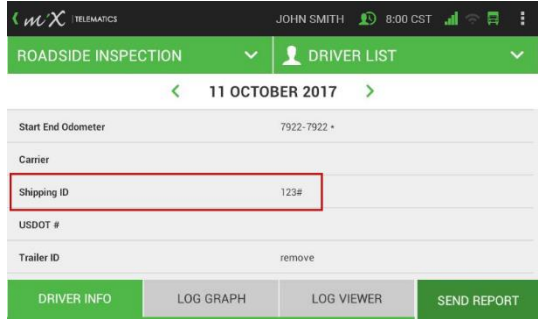 MiX TELEMATICS JOHN SMITH 8:00 CST
ROADSIDE INSPECTION DRIVER LIST
11 OCTOBER 2017
Start End Odometer 7922-7922 •
Carrier
Shipping ID 123#
USDOT #
Trailer ID remove
DRIVER INFO LOG GRAPH LOG VIEWER SEND REPORT